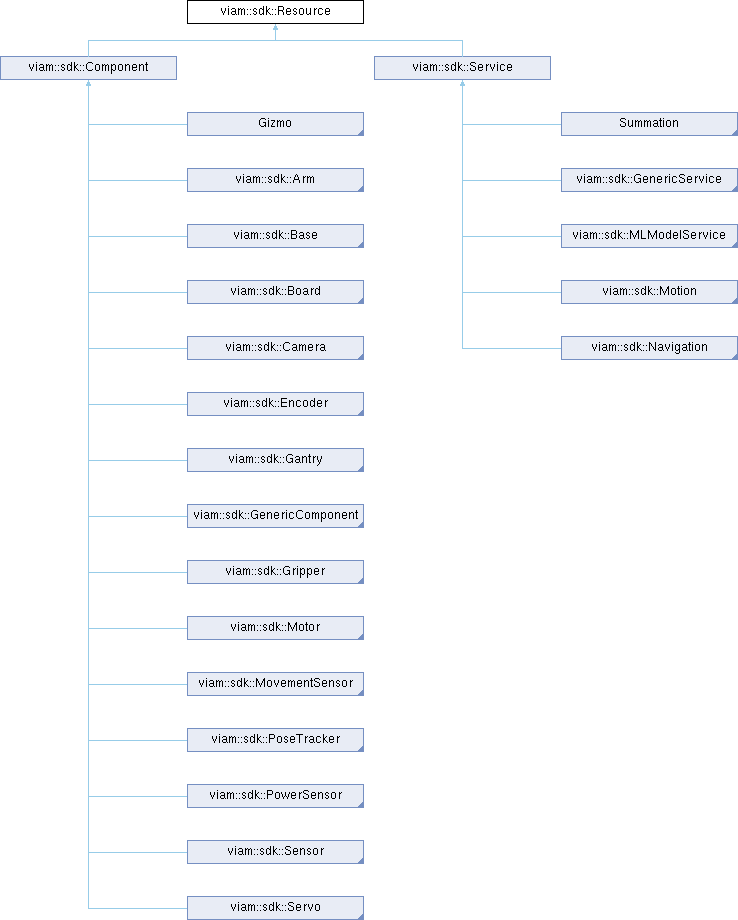 viam::sdk::Resource
viam::sdk::Component
viam::sdk::Service
Gizmo
Summation
viam::sdk::Arm
viam::sdk::GenericService
viam::sdk::Base
viam::sdk::MLModelService
viam::sdk::Board
viam::sdk::Motion
viam::sdk::Camera
viam::sdk::Navigation
viam::sdk::Encoder
viam::sdk::Gantry
viam::sdk::GenericComponent
viam::sdk::Gripper
viam::sdk::Motor
viam::sdk::MovementSensor
viam::sdk::PoseTracker
viam::sdk::PowerSensor
viam::sdk::Sensor
viam::sdk::Servo